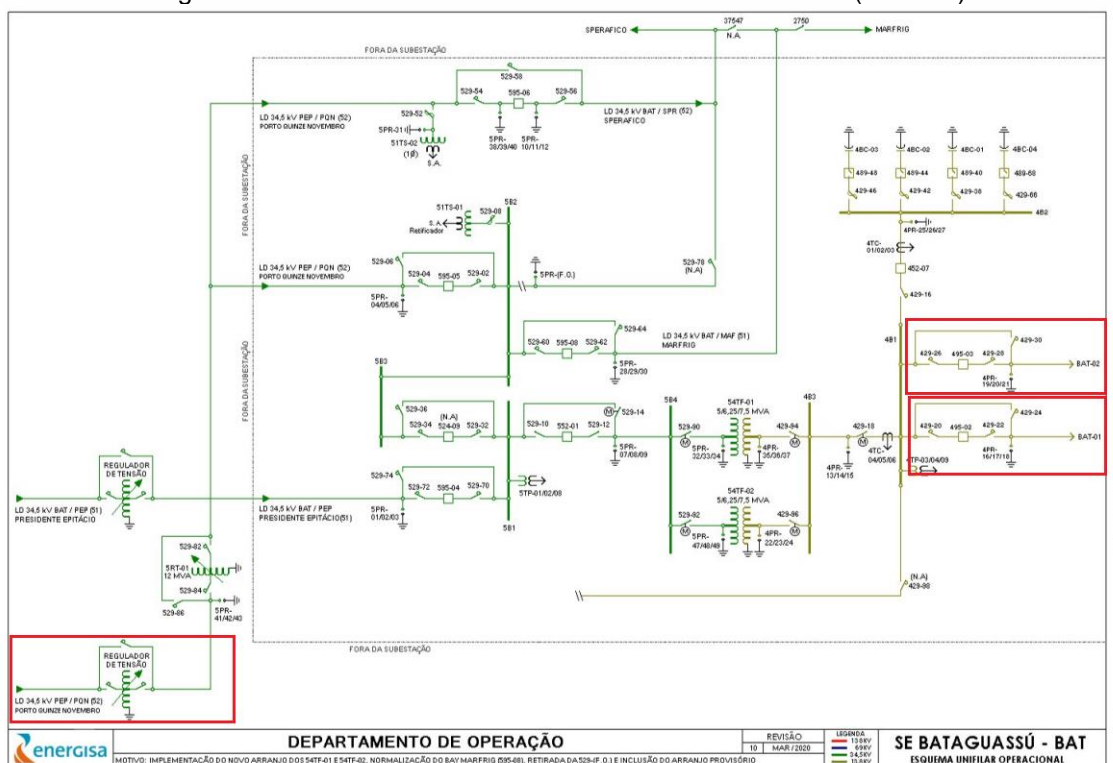 SPERAFICO
37547
N.A.
2750
MARFRIG
FORA DA SUBESTAÇÃO
529-58
529-54
595-06
529-56
LD 34,5 kV PEP / PQN (52)
PORTO QUINZE NOVEMBRO
529-52
LD 34,5 kV BAT / SPR (52)
SPERAFICO
5PR-31
5PR-
38/39/40
5PR-
10/11/12
51TS-02
(1Ø)
S.A.
4BC-03
4BC-02
4BC-01
4BC-04
489-48
489-44
489-40
488-68
429-46
429-42
429-38
429-66
4B2
4PR-25/26/27
4TC-
01/02/03
452-07
429-16
FORA DA SUBESTAÇÃO
51TS-01
529-08
5B2
S.A.
Retificador
529-78
(N.A)
LD 34,5 kV PEP / PQN (52)
PORTO QUINZE NOVEMBRO
529-06
529-04
595-05
529-02
5PR-(F.O.)
5PR-
04/05/06
529-64
529-60
595-08
529-62
LD 34,5 kV BAT / MAF (51)
MARFRIG
5PR-
28/29/30
4B1
429-30
429-26
495-03
429-28
4PR-
19/20/21
BAT-02
FORA DA SUBESTAÇÃO
5B3
529-36
(N.A)
529-34
524-09
529-32
529-10
552-01
529-12
529-14
M
5PR-
07/08/09
5B4
54TF-01
5/6,25/7,5 MVA
4B3
529-90
M
5PR-
32/33/34
4PR-
35/36/37
429-94
M
429-18
M
4TC-
04/05/06
4PR-
13/14/15
429-24
429-20
495-02
429-22
4PR-
16/17/18
BAT-01
4TP-03/04/09
REGULADOR
DE TENSÃO
LD 34,5 kV BAT / PEP (51)
PRESIDENTE EPITÁCIO
LD 34,5 kV BAT / PEP
PRESIDENTE EPITÁCIO(51)
529-74
529-72
595-04
529-70
5PR-
01/02/03
5TP-01/02/08
5B1
54TF-02
5/6,25/7,5 MVA
529-92
M
5PR-
47/48/49
4PR-
22/23/24
429-96
M
529-82
5RT-01
12 MVA
529-84
529-86
5PR-
41/42/43
(N.A)
429-98
REGULADOR
DE TENSÃO
LD 34,5 kV PEP / PQN (52)
PORTO QUINZE NOVEMBRO
FORA DA SUBESTAÇÃO
energisa
DEPARTAMENTO DE OPERAÇÃO
REVISÃO
10 MAR/2020
LEGENDA
138KV
69KV
34,5KV
13,8KV
SE BATAGUASSÚ - BAT
ESQUEMA UNIFILAR OPERACIONAL
MOTIVO: IMPLEMENTAÇÃO DO NOVO ARRANJO DOS 54TF-01 E 54TF-02, NORMALIZAÇÃO DO BAY MARFRIG (595-08), RETIRADA DA 529-(F.O.) E INCLUSÃO DO ARRANJO PROVISÓRIO